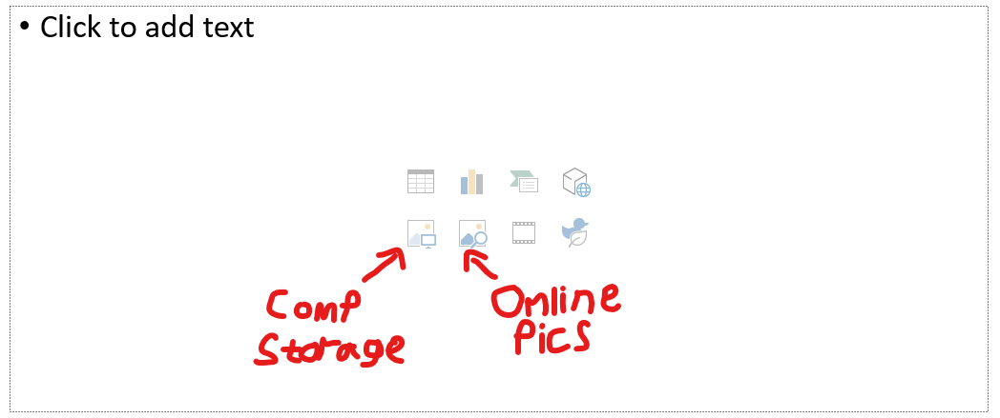 • Click to add text
Comp
Storage
Online
Pics